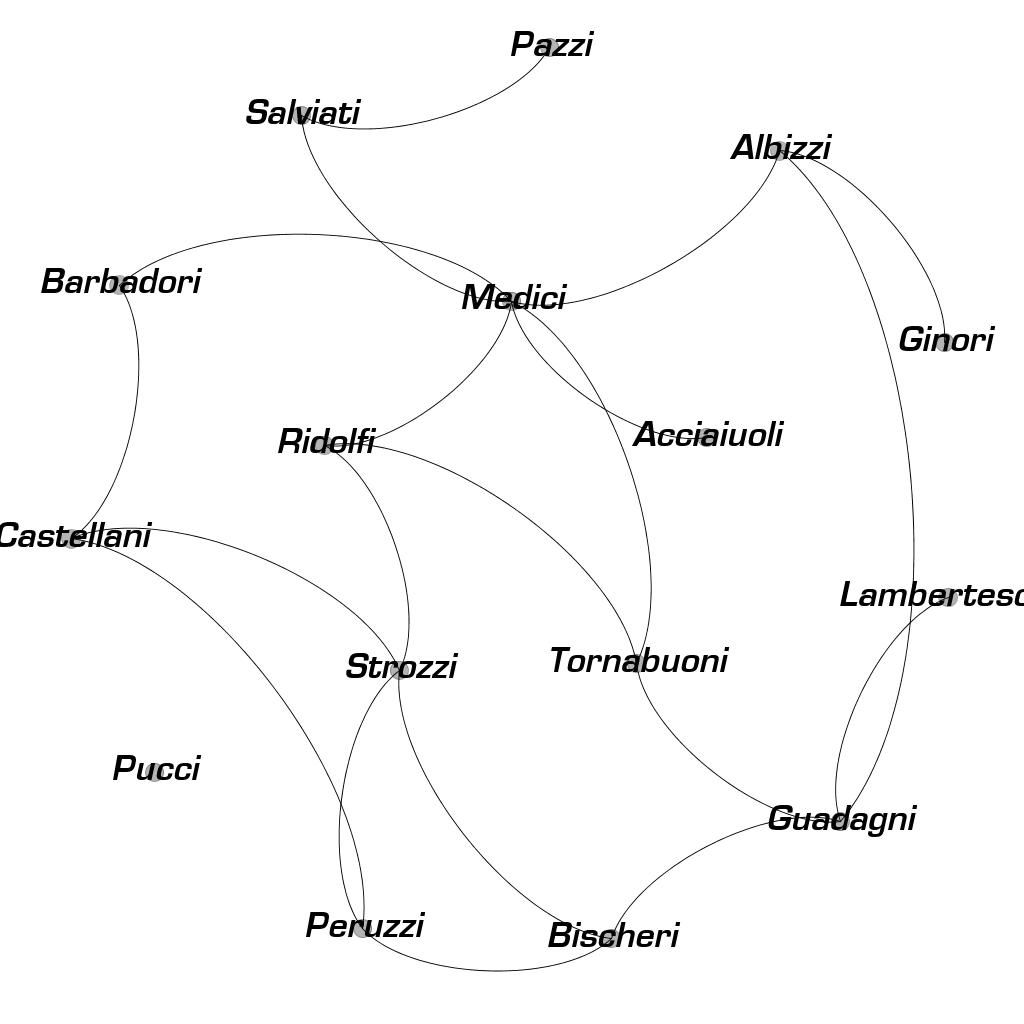 Pazzi
Salviati
Albizzi
Barbadori
Medici
Ginori
Acciaiuoli
Ridolfi
Castellani
Lambertesc
Strozzi
Tornabuoni
Pucci
Guadagni
Peruzzi
Bischeri